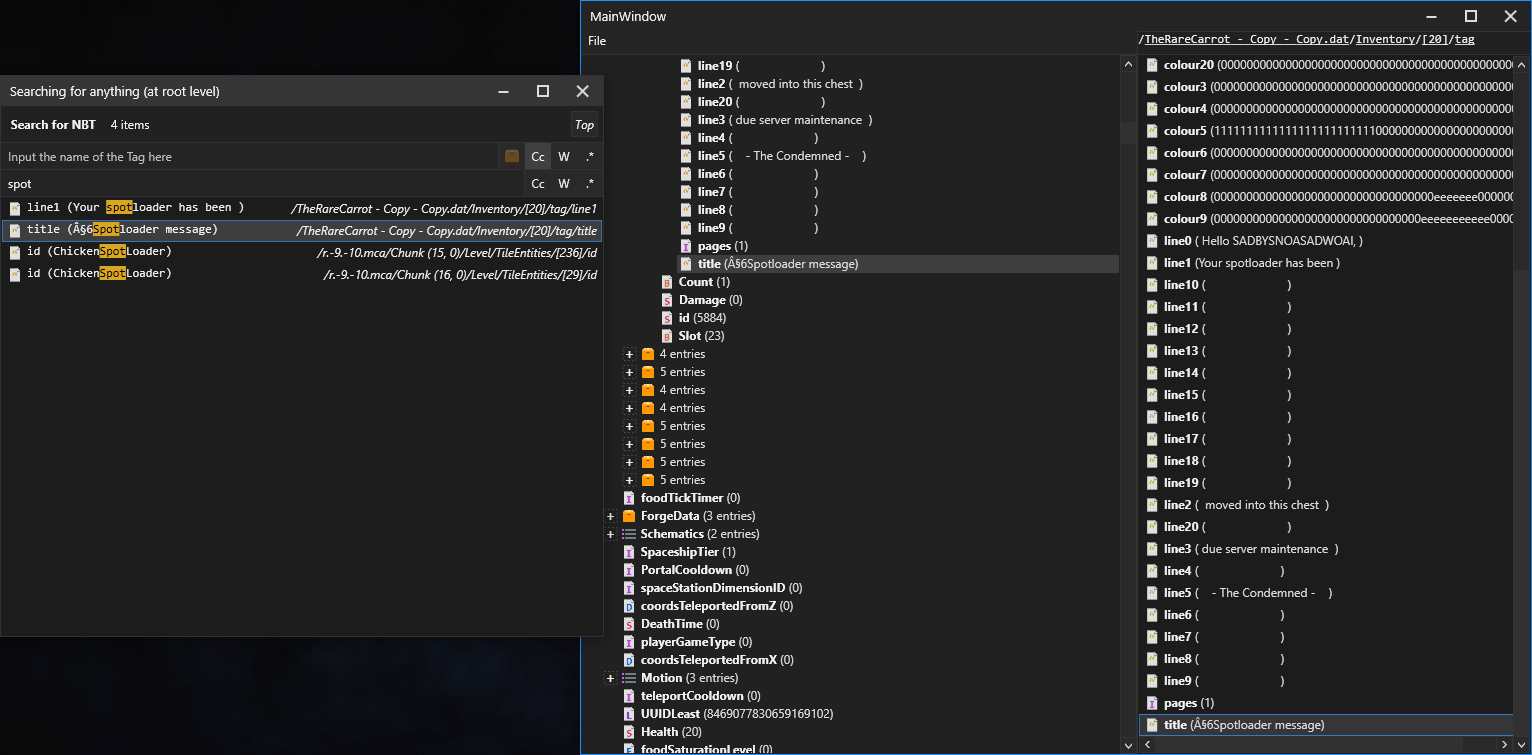 Searching for anything (at root level)
Search for NBT 4 items
Top
Input the name of the Tag here
Cc W .*
spot
Cc W .*
line1 (Your spotloader has been ) /TheRareCarrot - Copy - Copy.dat/Inventory/[20]/tag/line1
title (Â§6Spotloader message) /TheRareCarrot - Copy - Copy.dat/Inventory/[20]/tag/title
id (ChickenSpotLoader) /r.-9.-10.mca/Chunk (15, 0)/Level/TileEntities/[236]/id
id (ChickenSpotLoader) /r.-9.-10.mca/Chunk (16, 0)/Level/TileEntities/[29]/id
MainWindow
File
line19 ( )
line2 ( moved into this chest )
line20 ( )
line3 ( due server maintenance )
line4 ( )
line5 ( - The Condemned - )
line6 ( )
line7 ( )
line8 ( )
line9 ( )
pages (1)
title (Â§6Spotloader message)
Count (1)
Damage (0)
id (5884)
Slot (23)
4 entries
5 entries
4 entries
4 entries
5 entries
5 entries
5 entries
5 entries
foodTickTimer (0)
ForgeData (3 entries)
Schematics (2 entries)
SpaceshipTier (1)
PortalCooldown (0)
spaceStationDimensionID (0)
coordsTeleportedFromZ (0)
DeathTime (0)
playerGameType (0)
coordsTeleportedFromX (0)
Motion (3 entries)
teleportCooldown (0)
UUIDLeast (8469077830659169102)
Health (20)
foodSaturationLevel (0)
/TheRareCarrot - Copy - Copy.dat/Inventory/[20]/tag
colour20
colour3
colour4
colour5
colour6
colour7
colour8
colour9
line0 ( Hello SADBYSNOASADWOAI, )
line1 (Your spotloader has been )
line10 ( )
line11 ( )
line12 ( )
line13 ( )
line14 ( )
line15 ( )
line16 ( )
line17 ( )
line18 ( )
line19 ( )
line2 ( moved into this chest )
line20 ( )
line3 ( due server maintenance )
line4 ( )
line5 ( - The Condemned - )
line6 ( )
line7 ( )
line8 ( )
line9 ( )
pages (1)
title (Â§6Spotloader message)